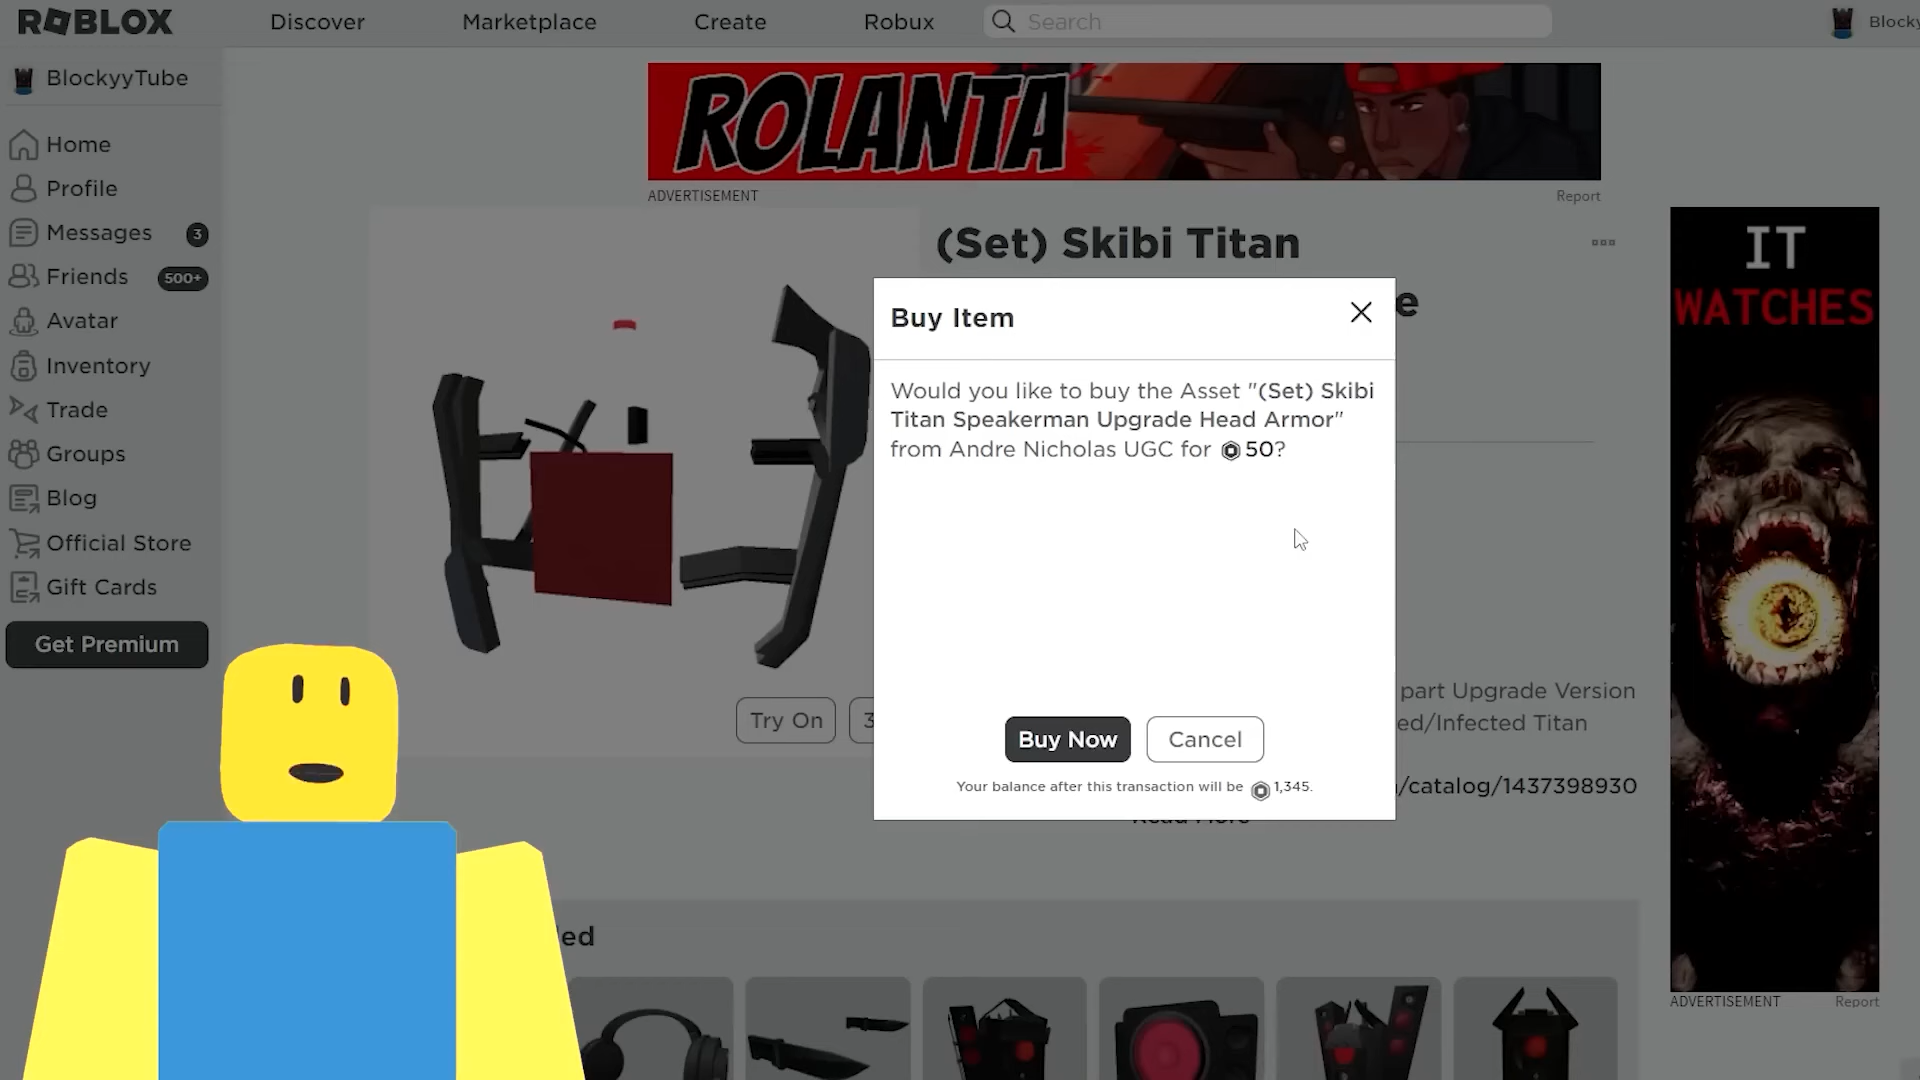 ROBLOX
Discover
Marketplace
Create
Robux
Search
Blocky
BlockyyTube
Home
Profile
Messages
3
Friends
500+
Avatar
Inventory
Trade
Groups
Blog
Official Store
Gift Cards
Get Premium
ROLANTA
ADVERTISEMENT
Report
(Set) Skibi Titan
e
Try On
3
Buy Item
Would you like to buy the Asset "(Set) Skibi
Titan Speakerman Upgrade Head Armor"
from Andre Nicholas UGC for 50?
Buy Now
Cancel
Your balance after this transaction will be 1,345.
part Upgrade Version
ed/Infected Titan
/catalog/1437398930
Read More
ed
IT
WATCHES
ADVERTISEMENT
Report